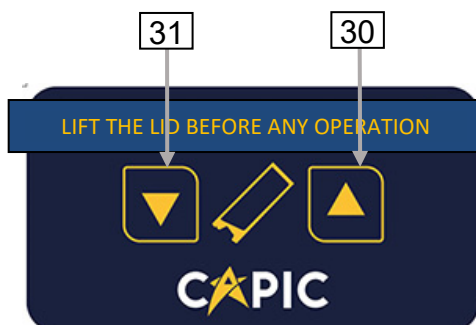 31 30
LIFT THE LID BEFORE ANY OPERATION
CAPIC